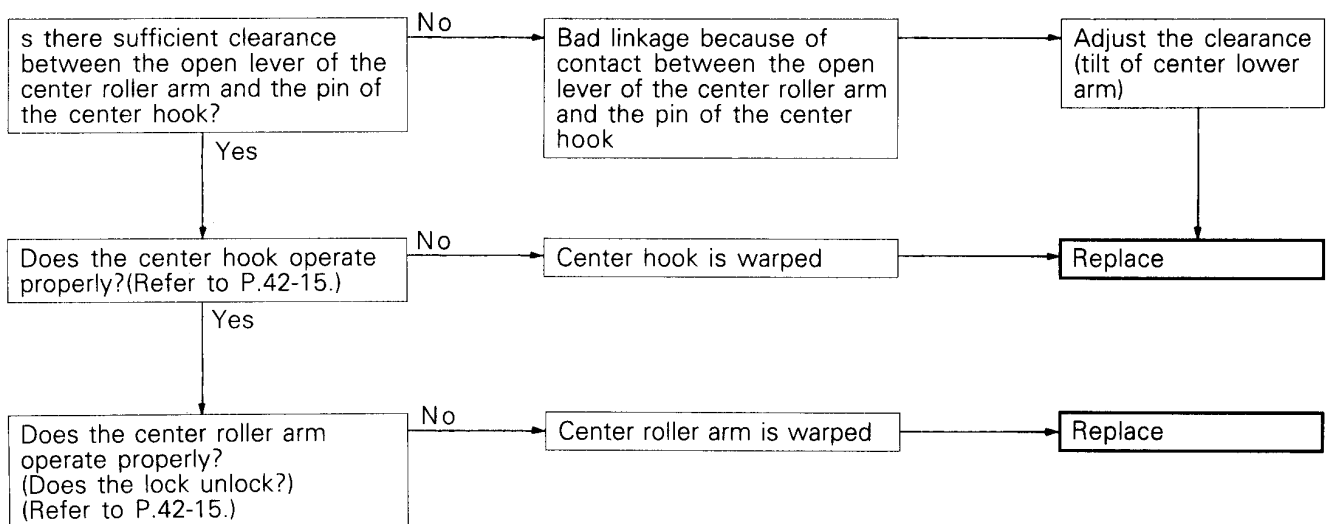 s there sufficient clearance
between the open lever of the
center roller arm and the pin of
the center hook?
No
Bad linkage because of
contact between the open
lever of the center roller arm
and the pin of the center
hook
Adjust the clearance
(tilt of center lower
arm)
Yes
Does the center hook operate
properly?(Refer to P.42-15.)
No
Center hook is warped
Replace
Yes
Does the center roller arm
operate properly?
(Does the lock unlock?)
(Refer to P.42-15.)
No
Center roller arm is warped
Replace